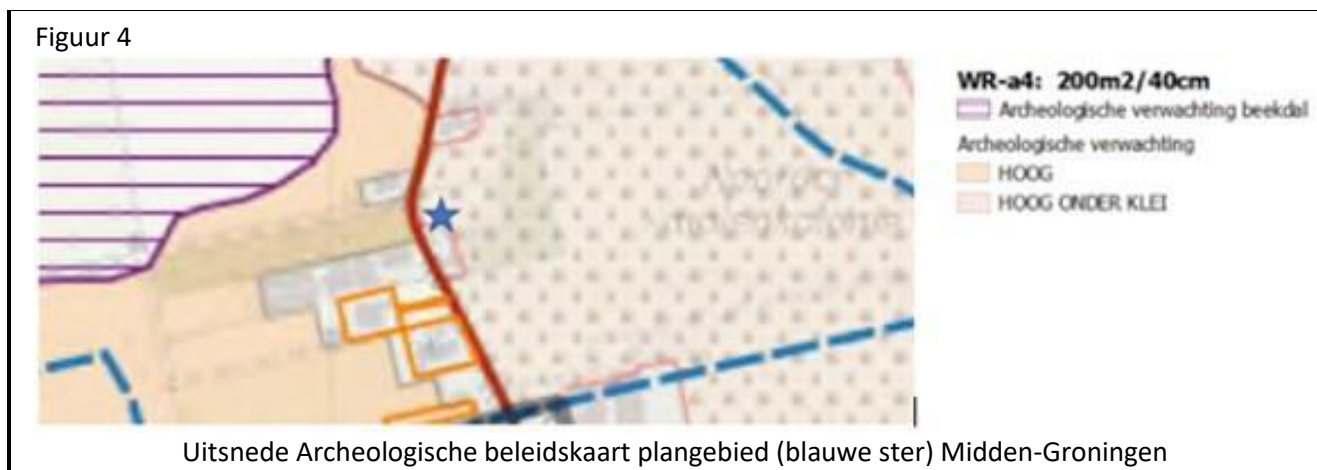 Figuur 4
WR-a4: 200m2/40cm
Archeologische verwachting beekdal
Archeologische verwachting
HOOG
HOOG ONDER KLEI
Uitsnede Archeologische beleidskaart plangebied (blauwe ster) Midden-Groningen